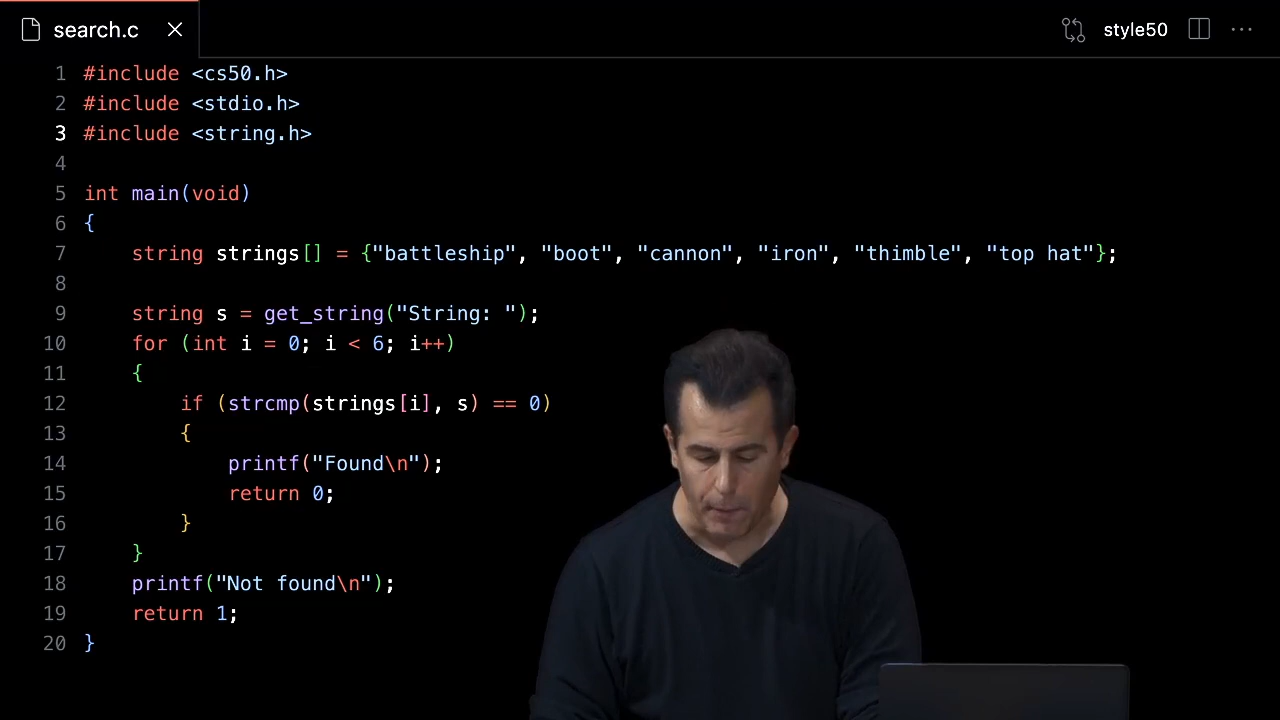 search.c
style50
1 #include <cs50.h>
2 #include <stdio.h>
3 #include <string.h>
4
5 int main(void)
6 {
7     string strings[] = {"battleship", "boot", "cannon", "iron", "thimble", "top hat"};
8
9     string s = get_string("String: ");
10     for (int i = 0; i < 6; i++)
11     {
12         if (strcmp(strings[i], s) == 0)
13         {
14             printf("Found\n");
15             return 0;
16         }
17     }
18     printf("Not found\n");
19     return 1;
20 }